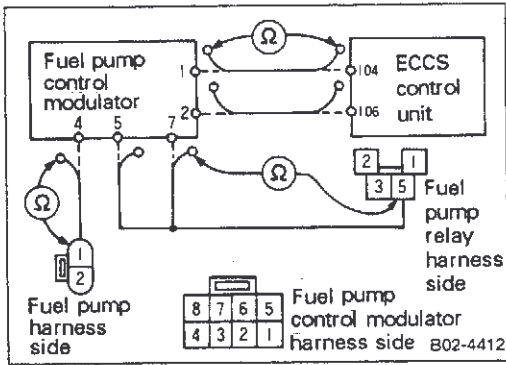 Fuel pump
control
modulator
1
2
4 5 7
Ω
104
106
ECCS
control
unit
Ω
Ω
2 1
3 5
Fuel
pump
relay
harness
side
1
2
Fuel pump
harness
side
8 7 6 5
4 3 2 1
Fuel pump
control modulator
harness side B02-4412